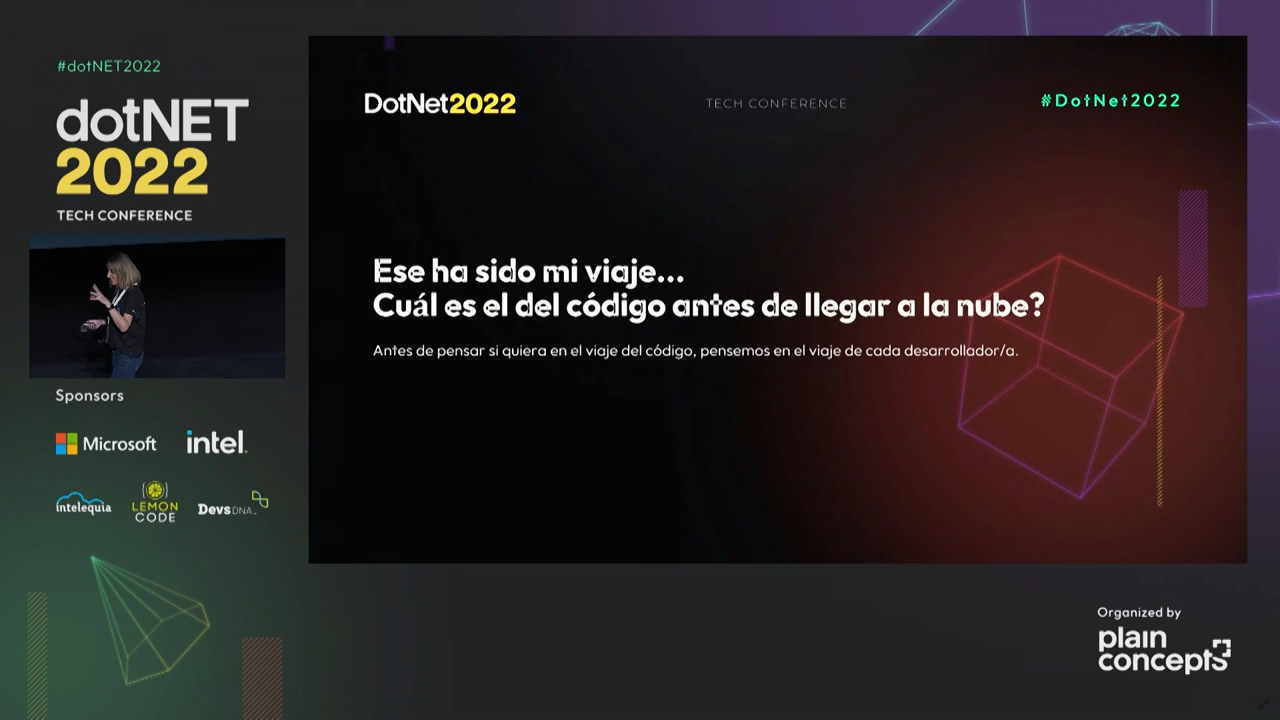 #dotNET2022
dotNET
2022
TECH CONFERENCE
Sponsors
Microsoft
intel.
intelequia
LEMON
CODE
DevsDNA.
DotNet2022
TECH CONFERENCE
#DotNet2022
Ese ha sido mi viaje...
Cuál es el del código antes de llegar a la nube?
Antes de pensar si quiera en el viaje del código, pensemos en el viaje de cada desarrollador/a.
Organized by
plain
concepts